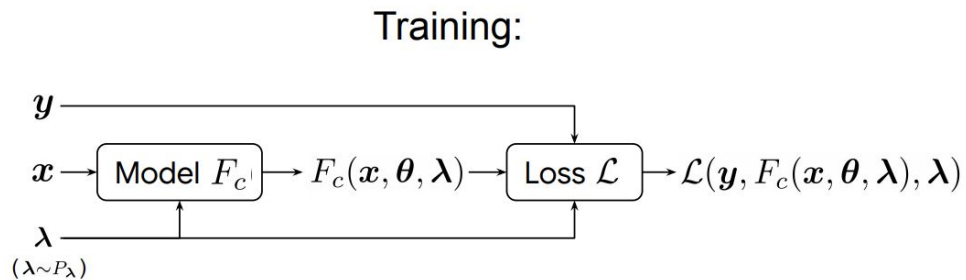 Training:
y
x Model F_c F_c(x, θ, λ) Loss ℒ ℒ(y, F_c(x, θ, λ), λ)
λ
(λ∼P_λ)